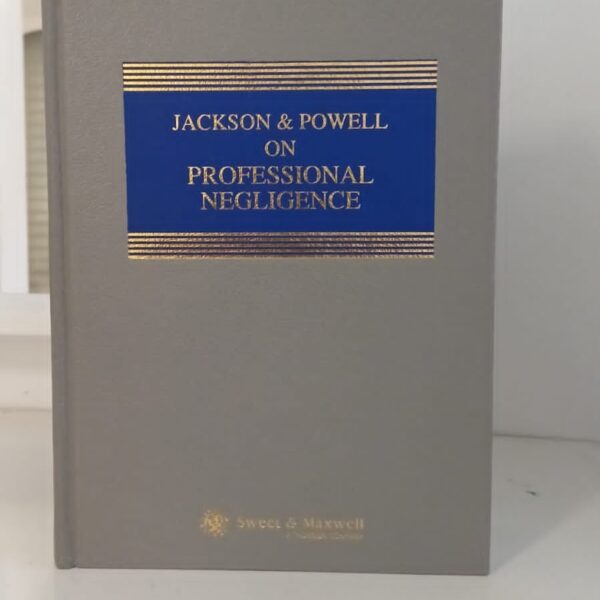 JACKSON & POWELL
ON
PROFESSIONAL
NEGLIGENCE
Sweet & Maxwell